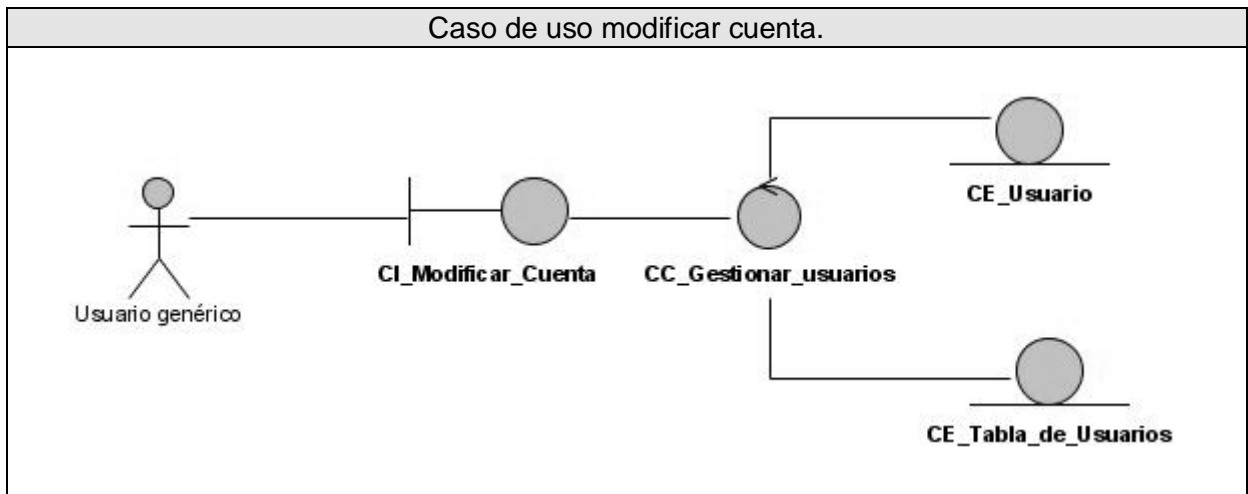 Caso de uso modificar cuenta.
CE_Usuario
CI_Modificar_Cuenta
CC_Gestionar_usuarios
Usuario genérico
CE_Tabla_de_Usuarios